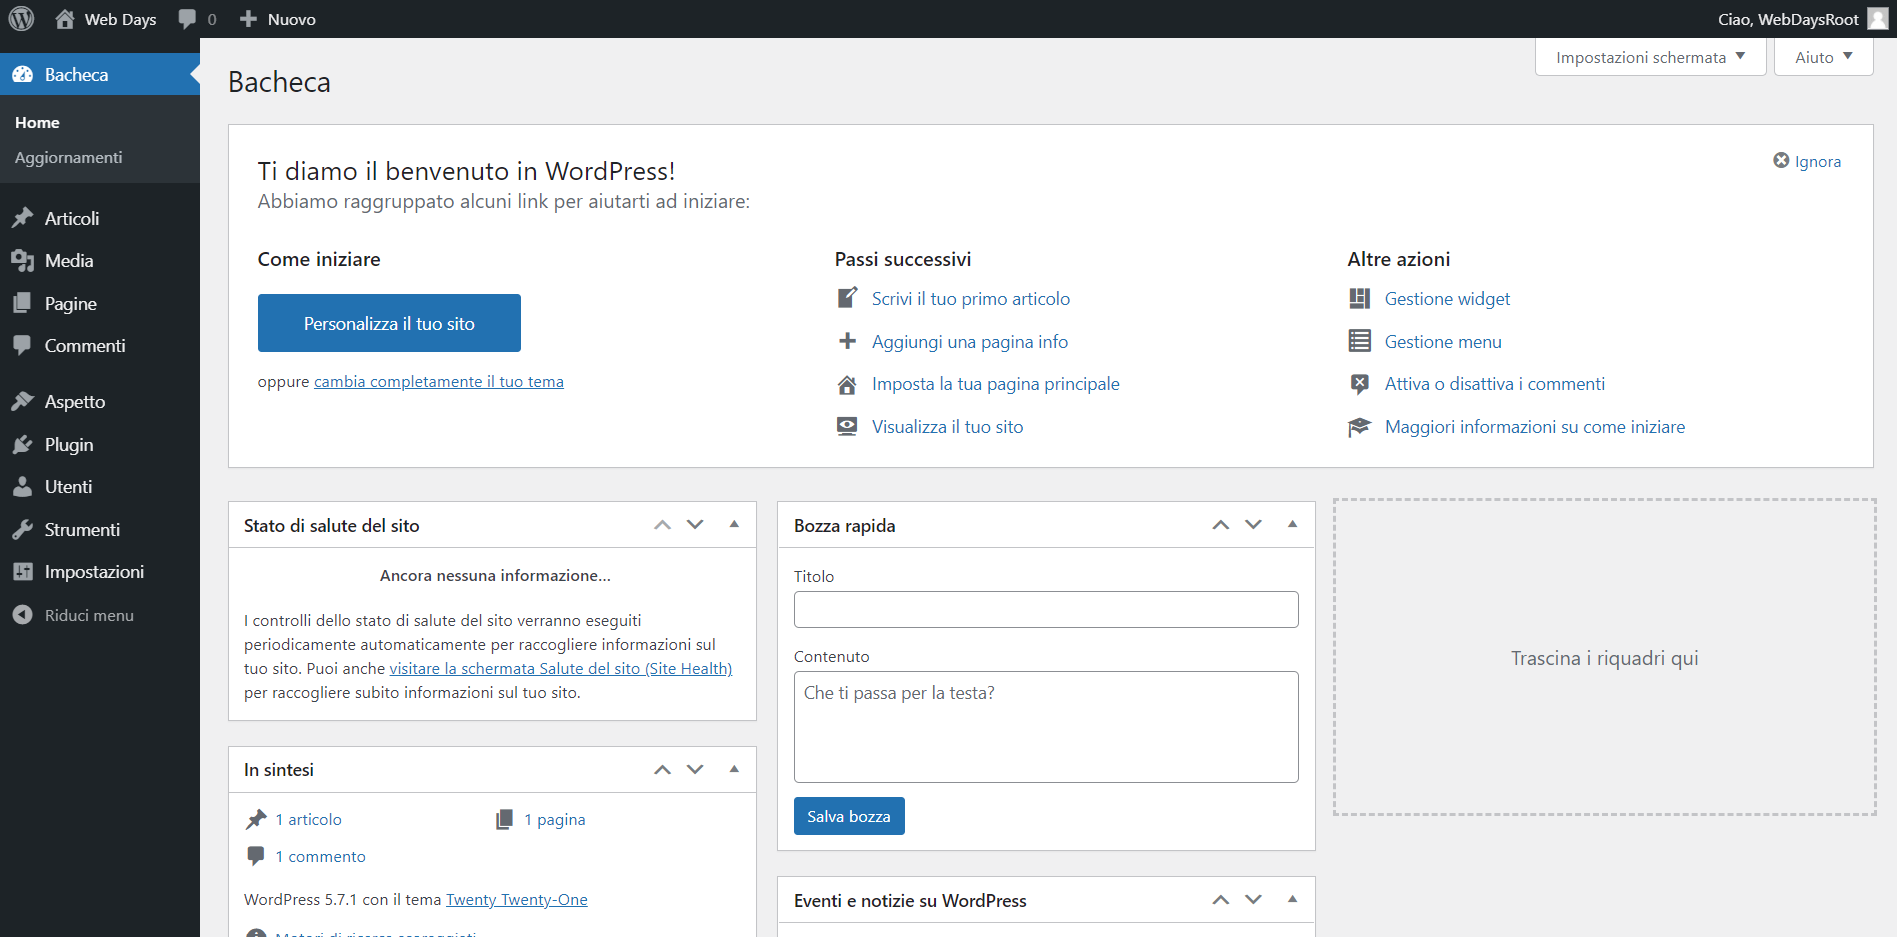 Web Days
0
Nuovo
Ciao, WebDaysRoot
Bacheca
Home
Aggiornamenti
Articoli
Media
Pagine
Commenti
Aspetto
Plugin
Utenti
Strumenti
Impostazioni
Riduci menu
Impostazioni schermata
Aiuto
Bacheca
Ti diamo il benvenuto in WordPress!
Ignora
Abbiamo raggruppato alcuni link per aiutarti ad iniziare:
Come iniziare
Personalizza il tuo sito
oppure cambia completamente il tuo tema
Passi successivi
Scrivi il tuo primo articolo
Aggiungi una pagina info
Imposta la tua pagina principale
Visualizza il tuo sito
Altre azioni
Gestione widget
Gestione menu
Attiva o disattiva i commenti
Maggiori informazioni su come iniziare
Stato di salute del sito
Ancora nessuna informazione...
I controlli dello stato di salute del sito verranno eseguiti
periodicamente automaticamente per raccogliere informazioni sul
tuo sito. Puoi anche visitare la schermata Salute del sito (Site Health)
per raccogliere subito informazioni sul tuo sito.
In sintesi
1 articolo
1 pagina
1 commento
WordPress 5.7.1 con il tema Twenty Twenty-One
Motori di ricerca scoraggiati
Bozza rapida
Titolo
Contenuto
Che ti passa per la testa?
Salva bozza
Eventi e notizie su WordPress
Trascina i riquadri qui